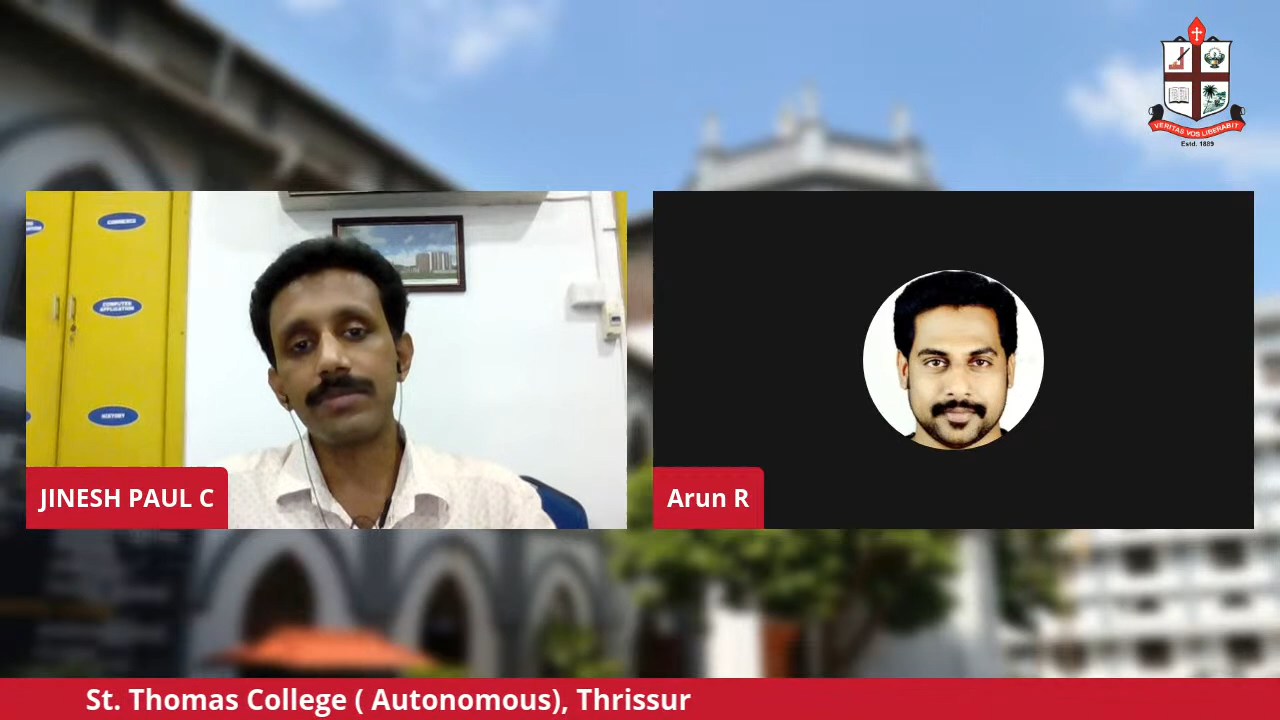 VERITAS VOS LIBERABIT
Estd. 1889
COMMERCE
COMPUTER
APPLICATION
HISTORY
JINESH PAUL C
Arun R
St. Thomas College ( Autonomous), Thrissur